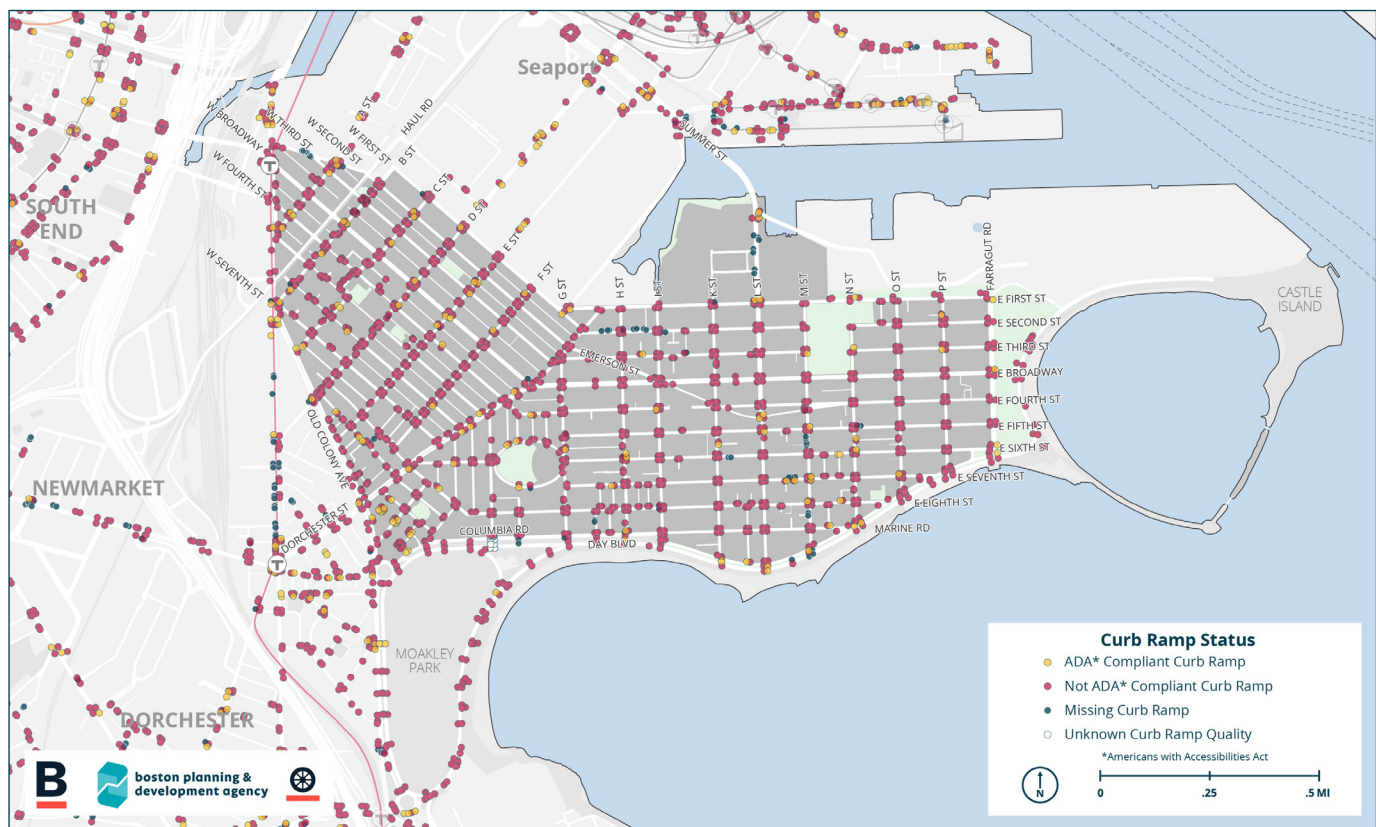 Seaport
SOUTH
END
NEWMARKET
DORCHESTER
CASTLE
ISLAND
MOAKLEY
PARK
W BROADWAY
W THIRD ST
W SECOND ST
W FIRST ST
W FOURTH ST
W SEVENTH ST
HAUL RD
B ST
C ST
D ST
E ST
F ST
G ST
H ST
I ST
K ST
L ST
M ST
N ST
O ST
P ST
FARRAGUT RD
SUMMER ST
EMERSON ST
OLD COLONY AVE
DORCHESTER ST
COLUMBIA RD
DAY BLVD
E FIRST ST
E SECOND ST
E THIRD ST
E BROADWAY
E FOURTH ST
E FIFTH ST
E SIXTH ST
E SEVENTH ST
E EIGHTH ST
MARINE RD
T
T
Curb Ramp Status
ADA* Compliant Curb Ramp
Not ADA* Compliant Curb Ramp
Missing Curb Ramp
Unknown Curb Ramp Quality
*Americans with Accessibilities Act
N
0 .25 .5 MI
B
boston planning &
development agency